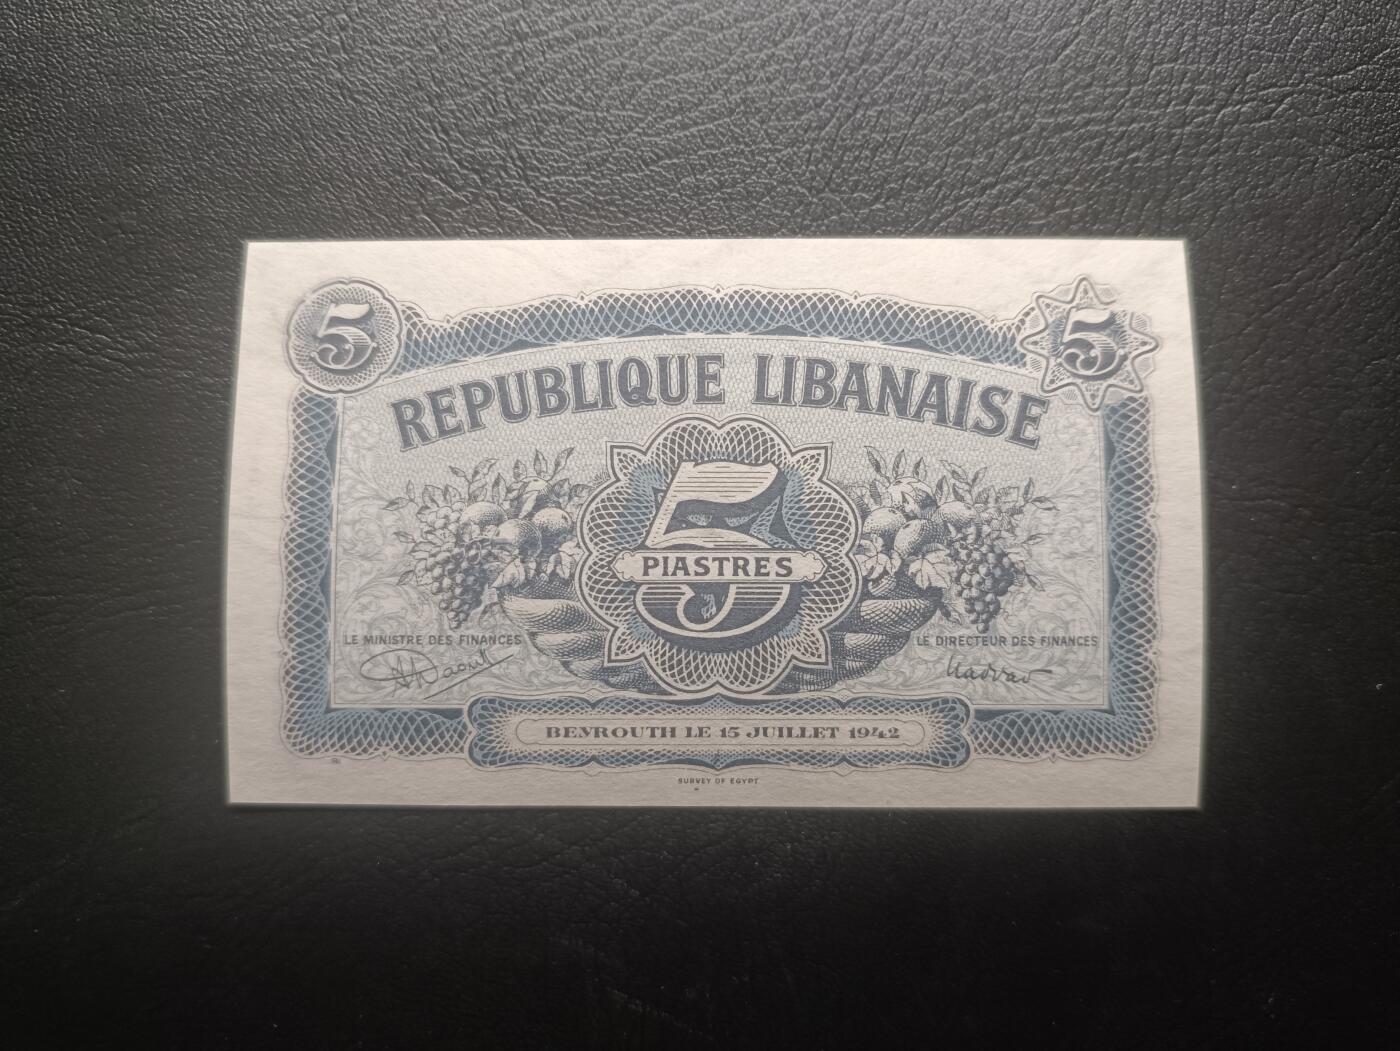 5
5
REPUBLIQUE LIBANAISE
5
PIASTRES
LE MINISTRE DES FINANCES
LE DIRECTEUR DES FINANCES
BEYROUTH LE 15 JUILLET 1942
SURVEY OF EGYPT